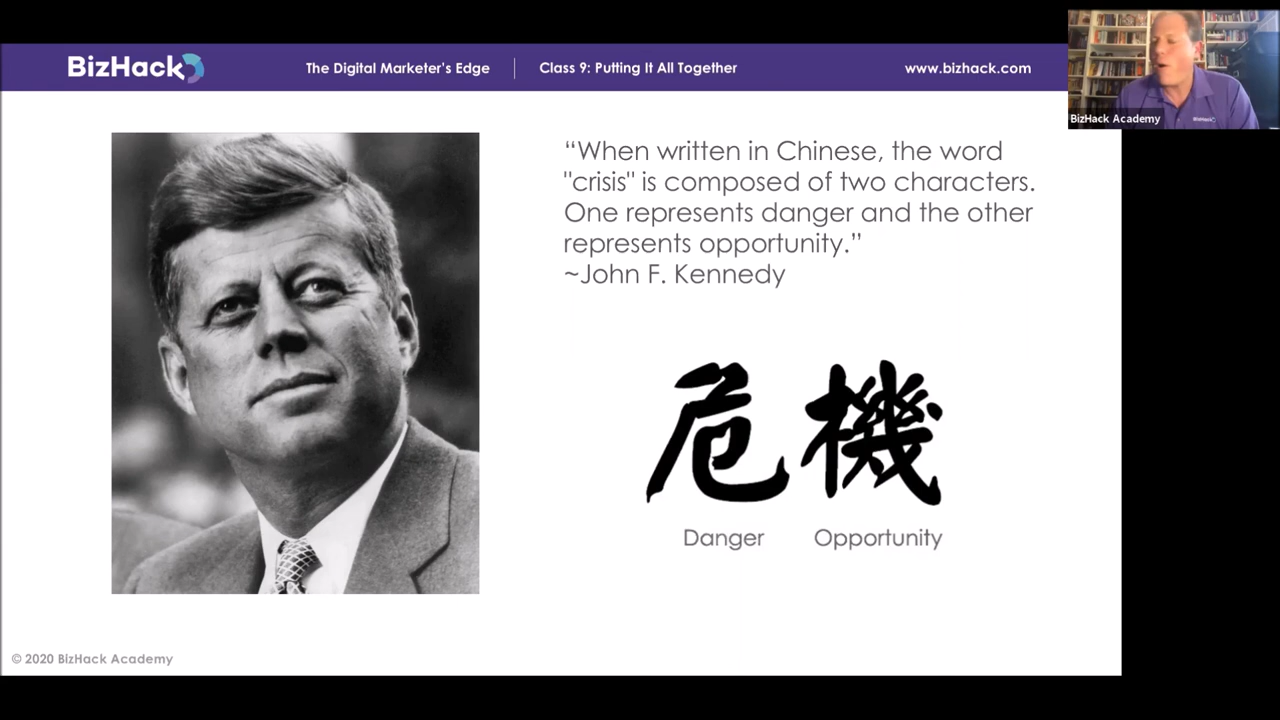 BizHack
The Digital Marketer's Edge
Class 9: Putting It All Together
www.bizhack.com
BizHack Academy
“When written in Chinese, the word
"crisis" is composed of two characters.
One represents danger and the other
represents opportunity.”
~John F. Kennedy
危機
Danger Opportunity
© 2020 BizHack Academy